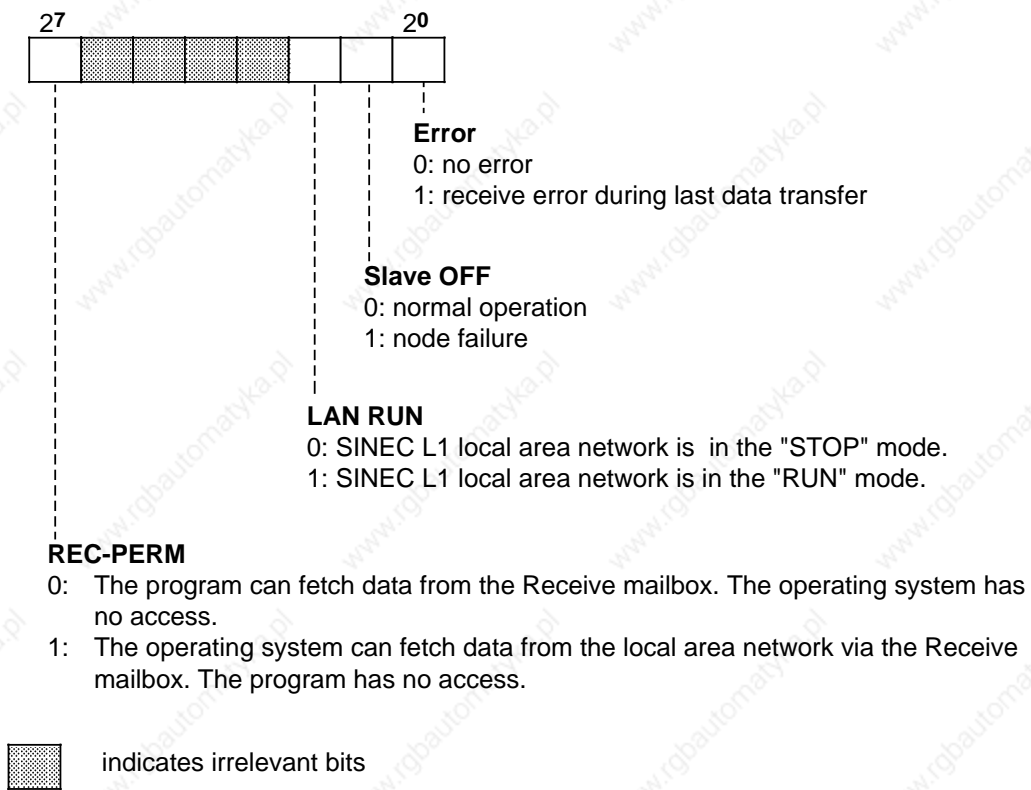 27 20
Error
0: no error
1: receive error during last data transfer
Slave OFF
0: normal operation
1: node failure
LAN RUN
0: SINEC L1 local area network is in the "STOP" mode.
1: SINEC L1 local area network is in the "RUN" mode.
REC-PERM
0: The program can fetch data from the Receive mailbox. The operating system has
no access.
1: The operating system can fetch data from the local area network via the Receive
mailbox. The program has no access.
indicates irrelevant bits
www.rgbautomatyka.pl